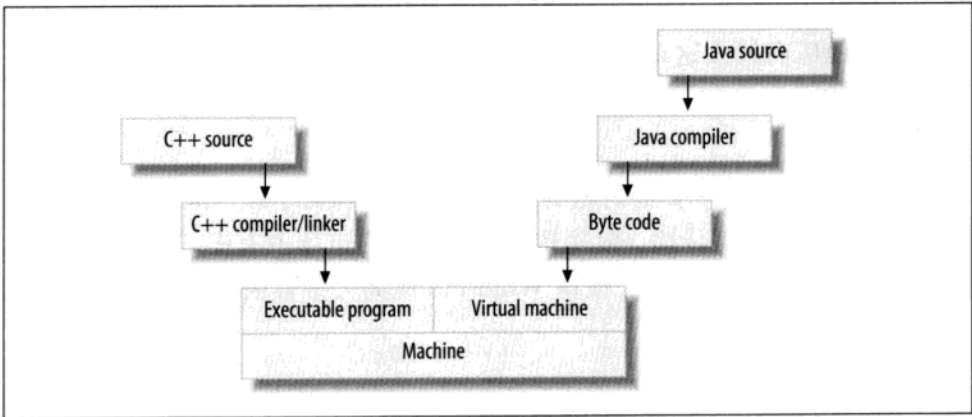 Java source
C++ source
Java compiler
C++ compiler/linker
Byte code
Executable program
Virtual machine
Machine